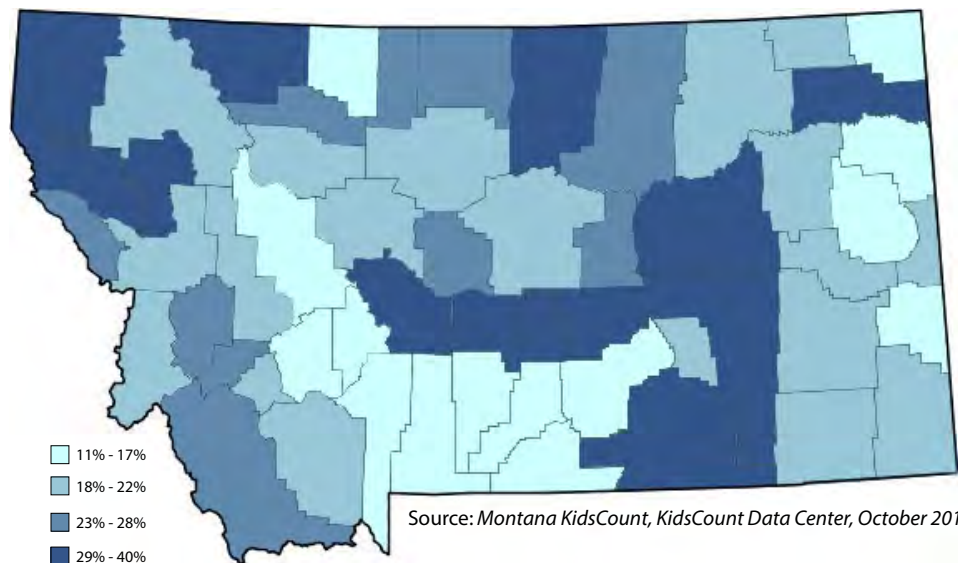 11% - 17%
18% - 22%
23% - 28%
29% - 40%
Source: Montana KidsCount, KidsCount Data Center, October 201